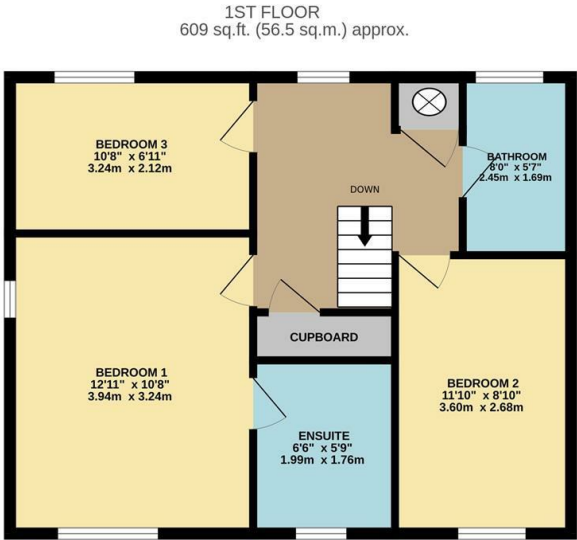 1ST FLOOR
609 sq.ft. (56.5 sq.m.) approx.
BEDROOM 3
10'8" x 6'11"
3.24m x 2.12m
BATHROOM
8'0" x 5'7"
2.45m x 1.69m
DOWN
CUPBOARD
BEDROOM 1
12'11" x 10'8"
3.94m x 3.24m
BEDROOM 2
11'10" x 8'10"
3.60m x 2.68m
ENSUITE
6'6" x 5'9"
1.99m x 1.76m